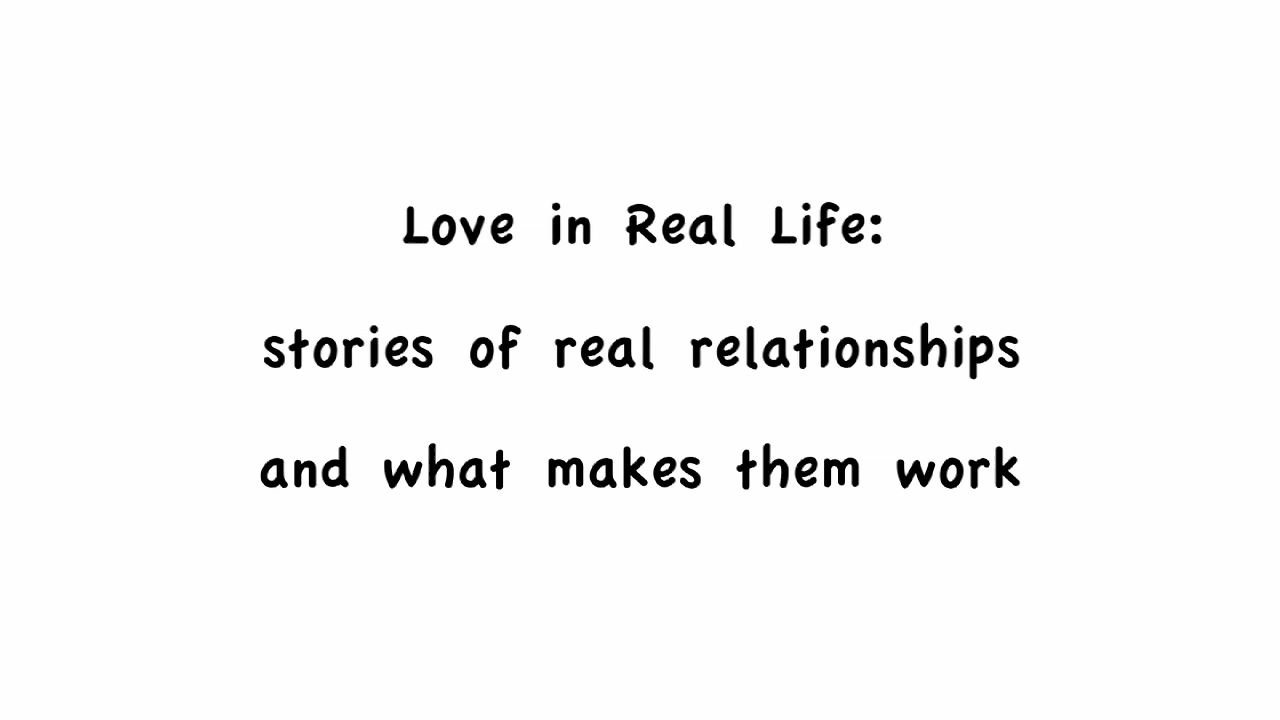 Love in Real Life:
stories of real relationships
and what makes them work